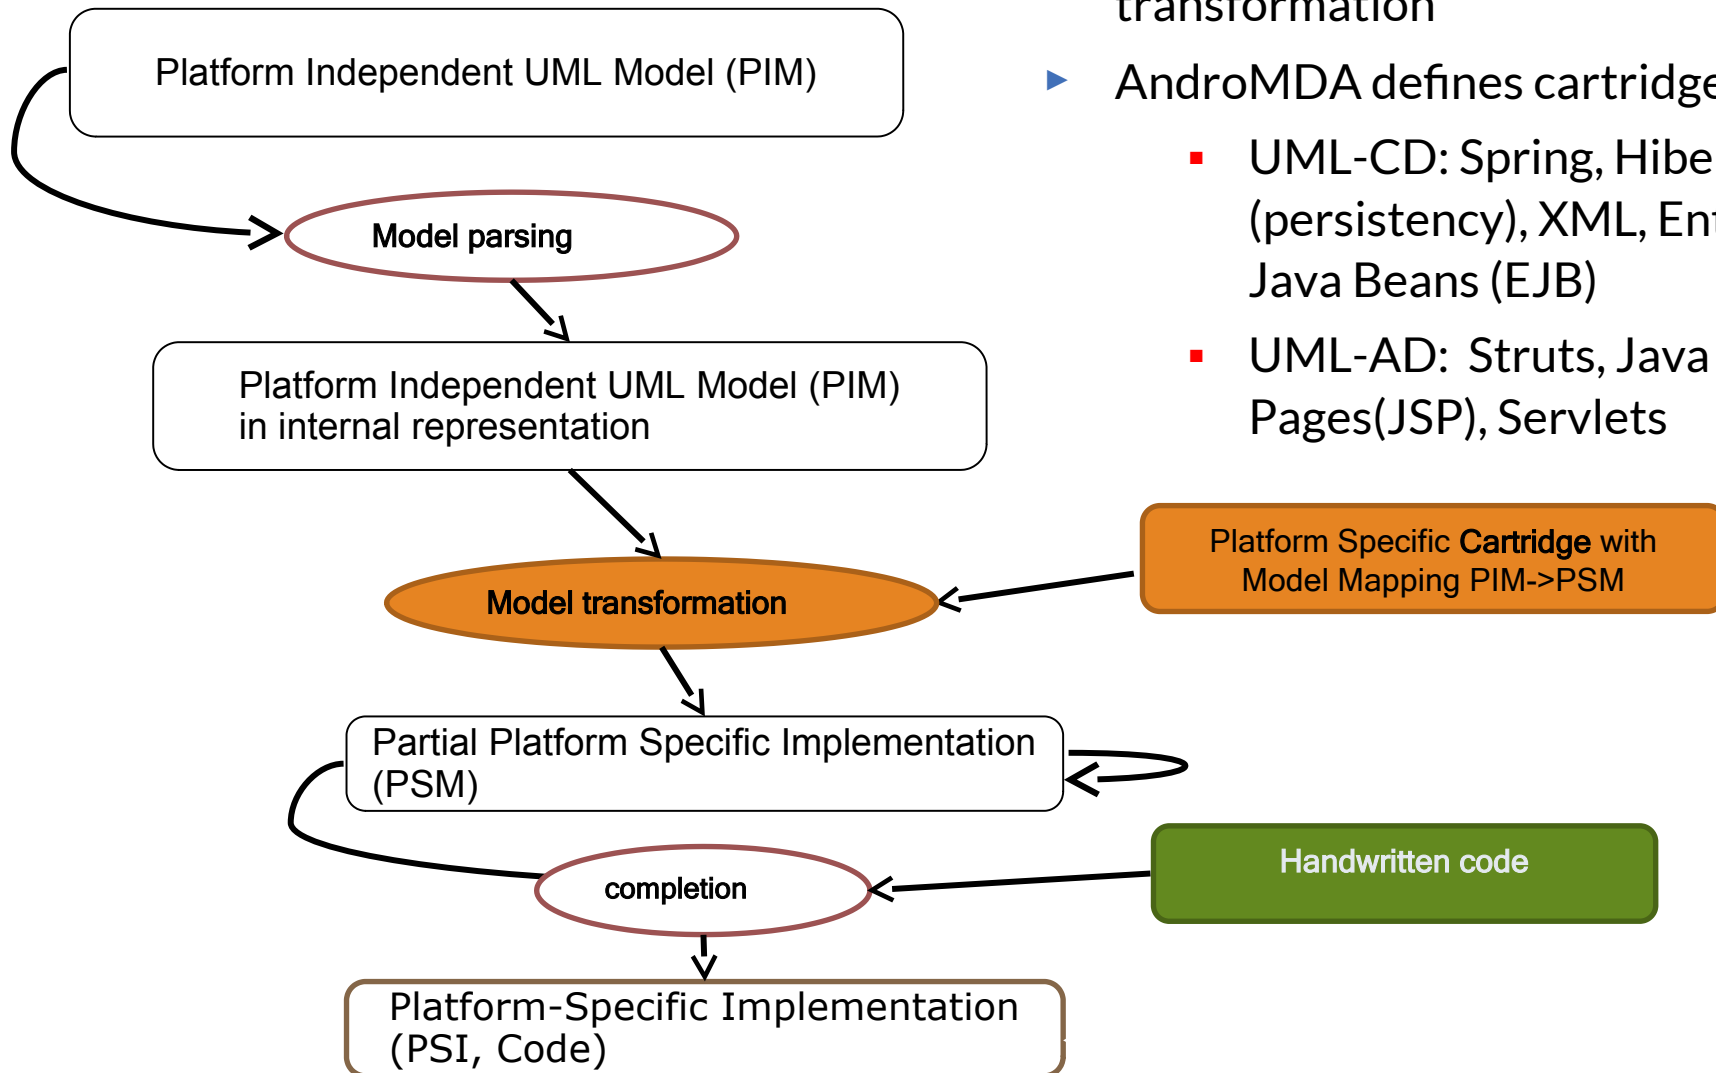 Platform Independent UML Model (PIM)
Model parsing
Platform Independent UML Model (PIM)
in internal representation
Model transformation
Partial Platform Specific Implementation
(PSM)
completion
Platform-Specific Implementation
(PSI, Code)
transformation
AndroMDA defines cartridge
UML-CD: Spring, Hibe
(persistency), XML, Ent
Java Beans (EJB)
UML-AD: Struts, Java
Pages(JSP), Servlets
Platform Specific Cartridge with
Model Mapping PIM->PSM
Handwritten code